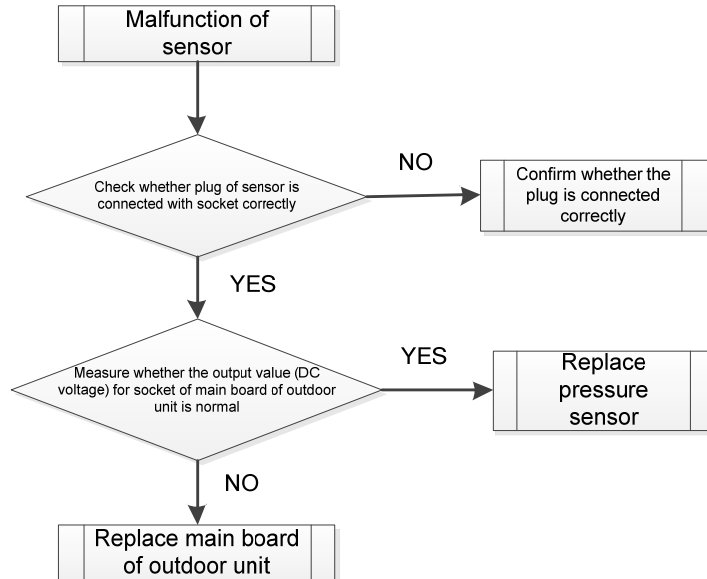 Malfunction of
sensor
NO
Check whether plug of sensor is
connected with socket correctly
Confirm whether the
plug is connected
correctly
YES
Measure whether the output value (DC
voltage) for socket of main board of outdoor
unit is normal
YES
Replace
pressure
sensor
NO
Replace main board
of outdoor unit